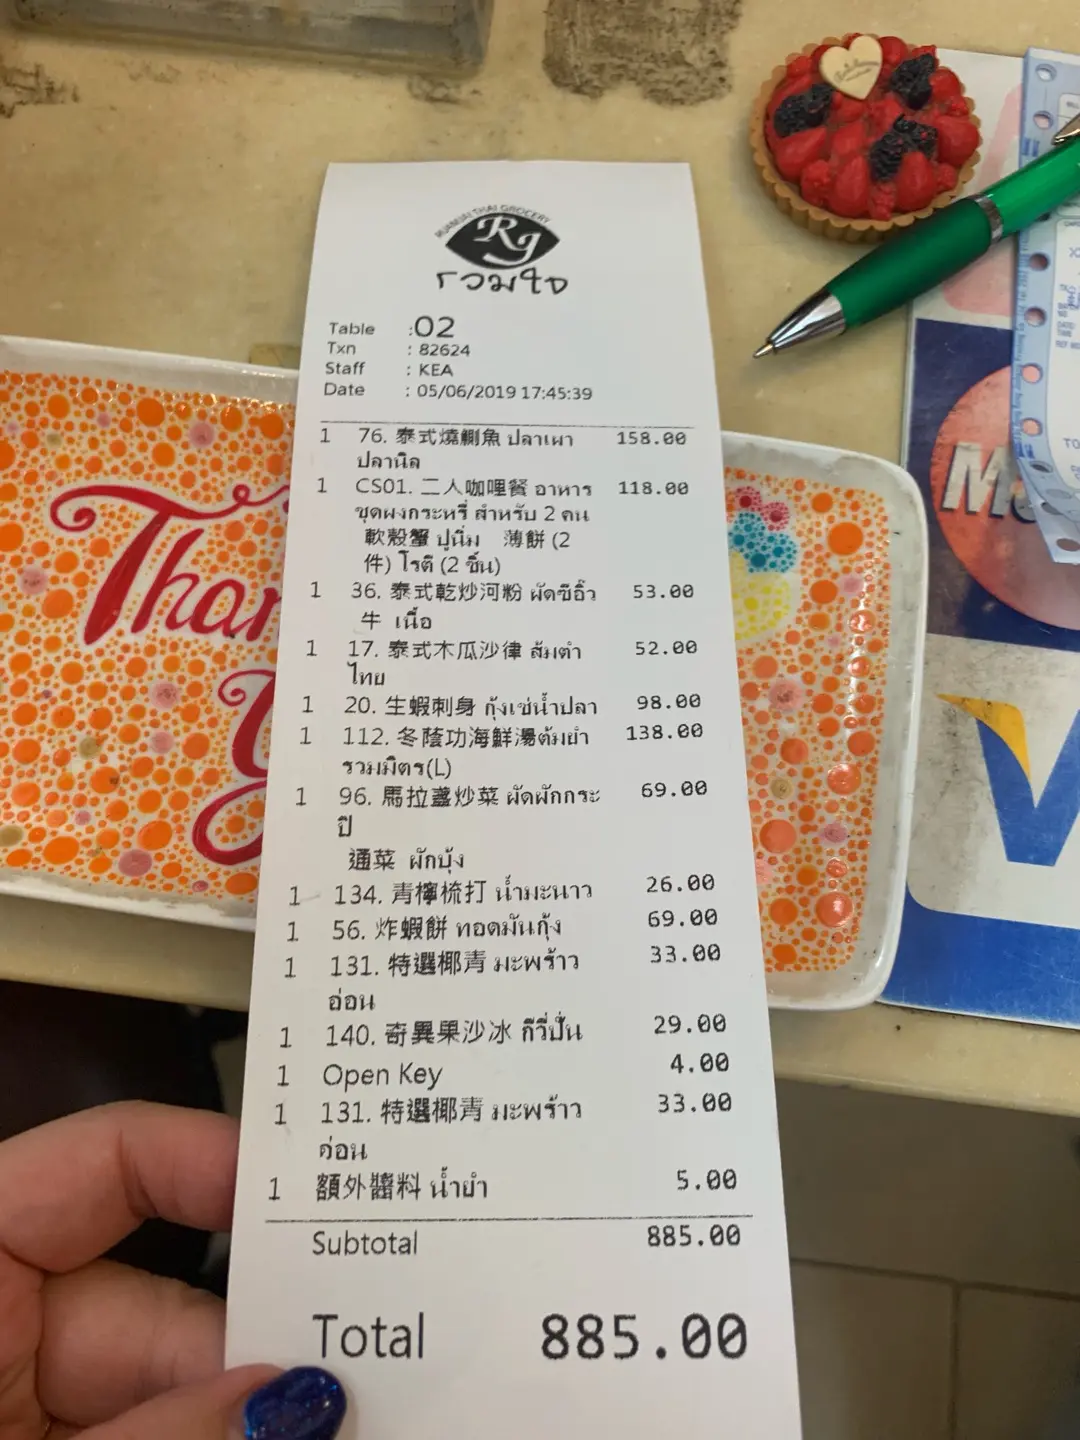 RUAMJAI THAI GROCERY
RJ
รวมใจ
Table :02
Txn : 82624
Staff : KEA
Date : 05/06/2019 17:45:39
1 76. 泰式燒鯽魚 ปลาเผา 158.00
ปลานิล
1 CS01. 二人咖哩餐 อาหาร 118.00
ชุดผงกระหรี่ สำหรับ 2 คน
軟殼蟹 ปูนิ่ม 薄餅 (2
件) โรตี (2 ชิ้น)
1 36. 泰式乾炒河粉 ผัดซีอิ๊ว 53.00
牛 เนื้อ
1 17. 泰式木瓜沙律 ส้มตำ 52.00
ไทย
1 20. 生蝦刺身 กุ้งเช่น้ำปลา 98.00
1 112. 冬蔭功海鮮湯ต้มยำ 138.00
รวมมิตร(L)
1 96. 馬拉盞炒菜 ผัดผักกระ 69.00
ปิ
通菜 ผักบุ้ง
1 134. 青檸梳打 น้ำมะนาว 26.00
1 56. 炸蝦餅 ทอดมันกุ้ง 69.00
1 131. 特選椰青 มะพร้าว 33.00
อ่อน
1 140. 奇異果沙冰 กีวี่ปั่น 29.00
1 Open Key 4.00
1 131. 特選椰青 มะพร้าว 33.00
อ่อน
1 額外醬料 น้ำยำ 5.00
Subtotal 885.00
Total 885.00